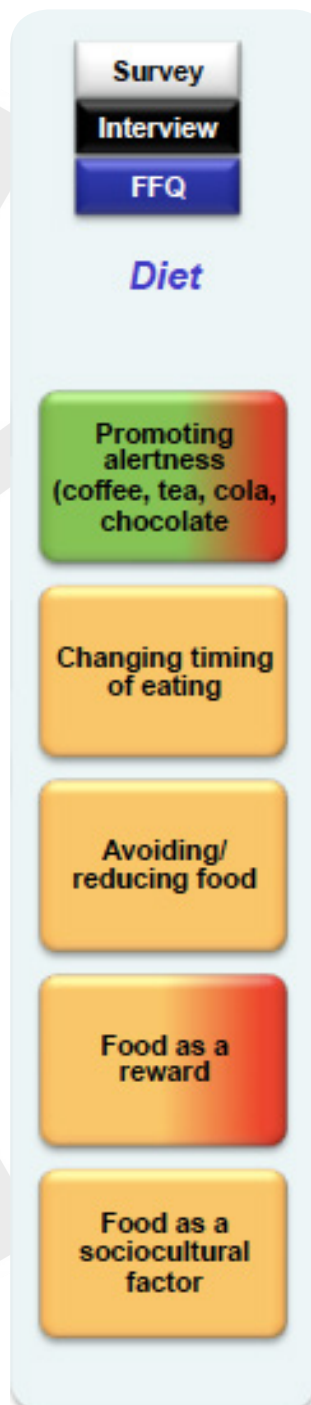 Survey
Interview
FFQ
Diet
Promoting
alertness
(coffee, tea, cola,
chocolate
Changing timing
of eating
Avoiding/
reducing food
Food as a
reward
Food as a
sociocultural
factor